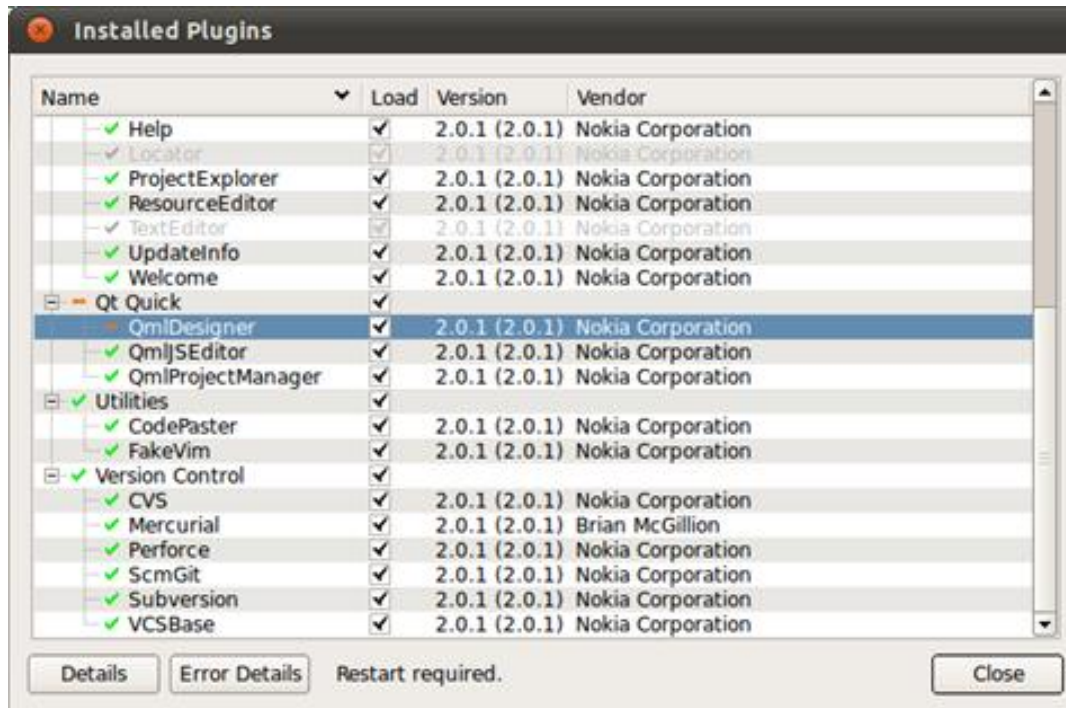 Installed Plugins
Name Load Version Vendor
Help 2.0.1 (2.0.1) Nokia Corporation
Locator 2.0.1 (2.0.1) Nokia Corporation
ProjectExplorer 2.0.1 (2.0.1) Nokia Corporation
ResourceEditor 2.0.1 (2.0.1) Nokia Corporation
TextEditor 2.0.1 (2.0.1) Nokia Corporation
UpdateInfo 2.0.1 (2.0.1) Nokia Corporation
Welcome 2.0.1 (2.0.1) Nokia Corporation
Qt Quick
QmlDesigner 2.0.1 (2.0.1) Nokia Corporation
QmlJSEditor 2.0.1 (2.0.1) Nokia Corporation
QmlProjectManager 2.0.1 (2.0.1) Nokia Corporation
Utilities
CodePaster 2.0.1 (2.0.1) Nokia Corporation
FakeVim 2.0.1 (2.0.1) Nokia Corporation
Version Control
CVS 2.0.1 (2.0.1) Nokia Corporation
Mercurial 2.0.1 (2.0.1) Brian McGillion
Perforce 2.0.1 (2.0.1) Nokia Corporation
ScmGit 2.0.1 (2.0.1) Nokia Corporation
Subversion 2.0.1 (2.0.1) Nokia Corporation
VCSBase 2.0.1 (2.0.1) Nokia Corporation
Details Error Details Restart required. Close